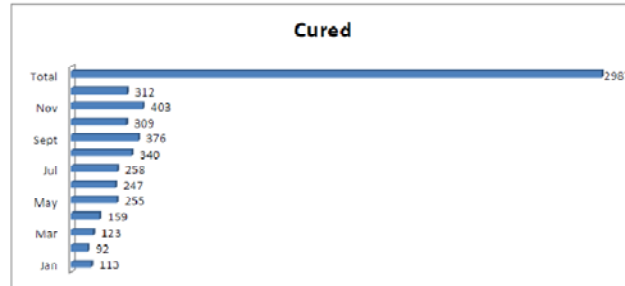 Cured
Total
312
Nov 403
309
Sept 376
340
Jul 258
247
May 255
159
Mar 123
92
Jan 113